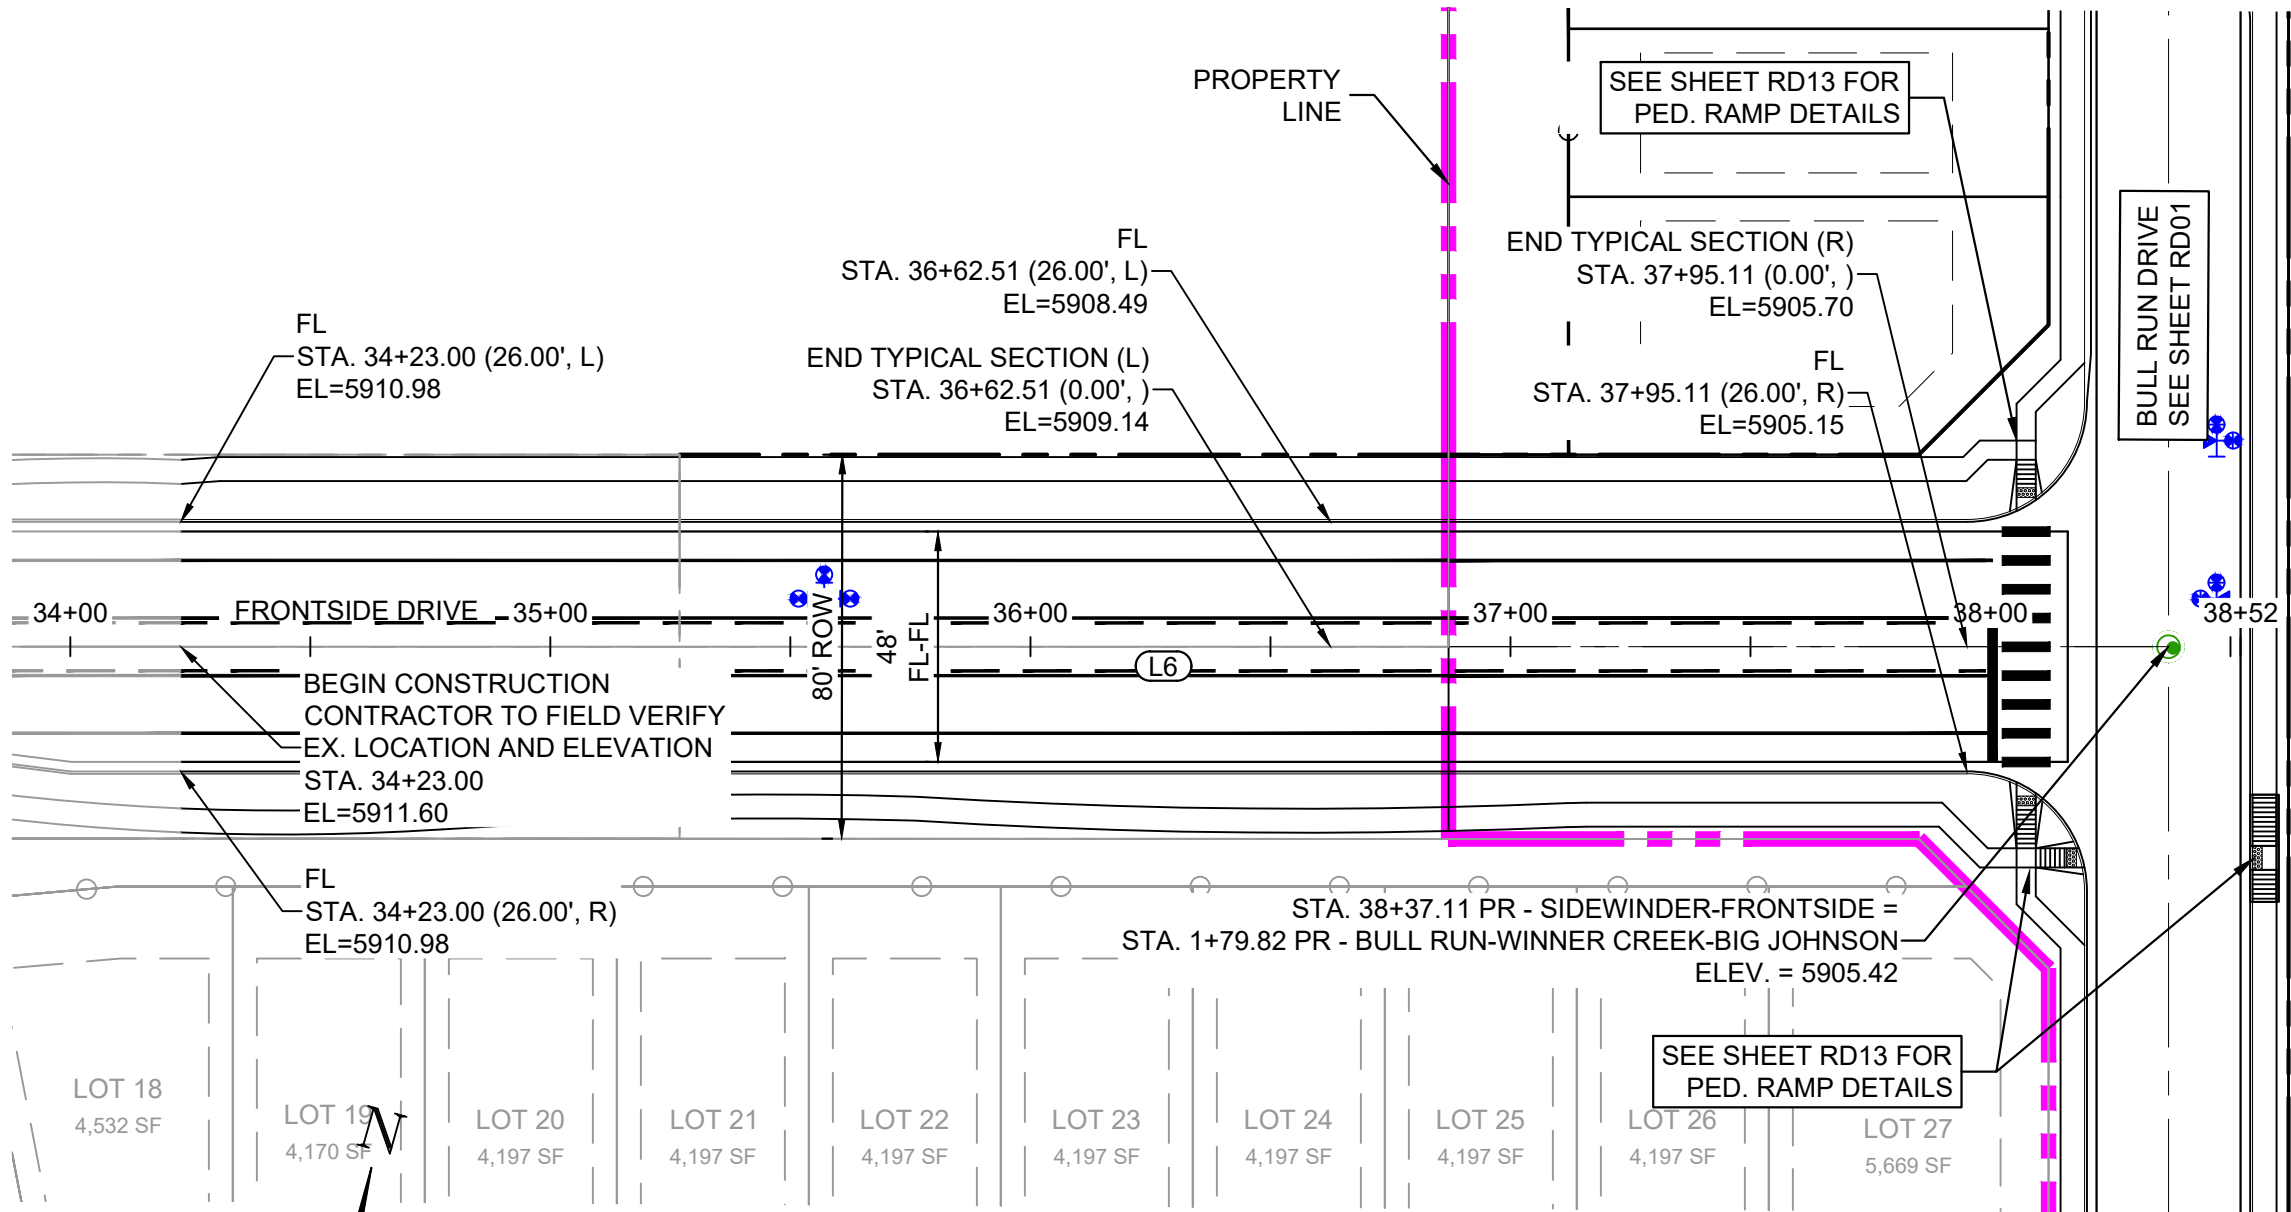 PROPERTY
LINE
SEE SHEET RD13 FOR
PED. RAMP DETAILS
BULL RUN DRIVE
SEE SHEET RD01
FL
STA. 36+62.51 (26.00', L)
EL=5908.49
END TYPICAL SECTION (R)
STA. 37+95.11 (0.00', )
EL=5905.70
FL
STA. 34+23.00 (26.00', L)
EL=5910.98
END TYPICAL SECTION (L)
STA. 36+62.51 (0.00', )
EL=5909.14
FL
STA. 37+95.11 (26.00', R)
EL=5905.15
34+00
FRONTSIDE DRIVE
35+00
36+00
37+00
38+00
38+52
80' ROW
48'
FL-FL
L6
BEGIN CONSTRUCTION
CONTRACTOR TO FIELD VERIFY
EX. LOCATION AND ELEVATION
STA. 34+23.00
EL=5911.60
FL
STA. 34+23.00 (26.00', R)
EL=5910.98
STA. 38+37.11 PR - SIDEWINDER-FRONTSIDE =
STA. 1+79.82 PR - BULL RUN-WINNER CREEK-BIG JOHNSON
ELEV. = 5905.42
SEE SHEET RD13 FOR
PED. RAMP DETAILS
LOT 18
4,532 SF
LOT 19
4,170 SF
N
LOT 20
4,197 SF
LOT 21
4,197 SF
LOT 22
4,197 SF
LOT 23
4,197 SF
LOT 24
4,197 SF
LOT 25
4,197 SF
LOT 26
4,197 SF
LOT 27
5,669 SF